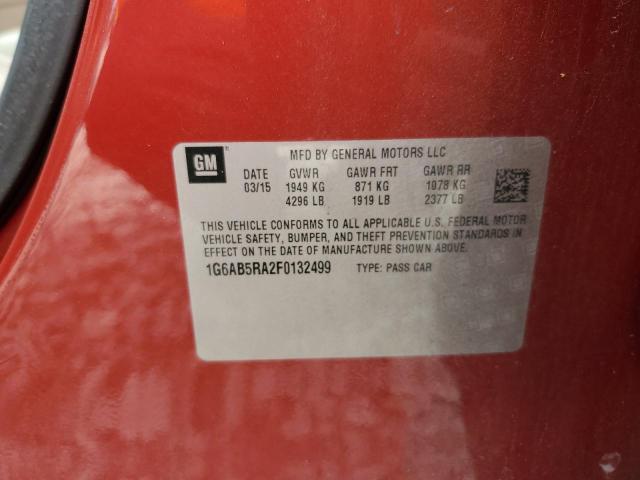 GM
MFD BY GENERAL MOTORS LLC
DATE GVWR GAWR FRT GAWR RR
03/15 1949 KG 871 KG 1078 KG
4296 LB 1919 LB 2377 LB
THIS VEHICLE CONFORMS TO ALL APPLICABLE U.S. FEDERAL MOTOR
VEHICLE SAFETY, BUMPER, AND THEFT PREVENTION STANDARDS IN
EFFECT ON THE DATE OF MANUFACTURE SHOWN ABOVE.
1G6AB5RA2F0132499 TYPE: PASS CAR